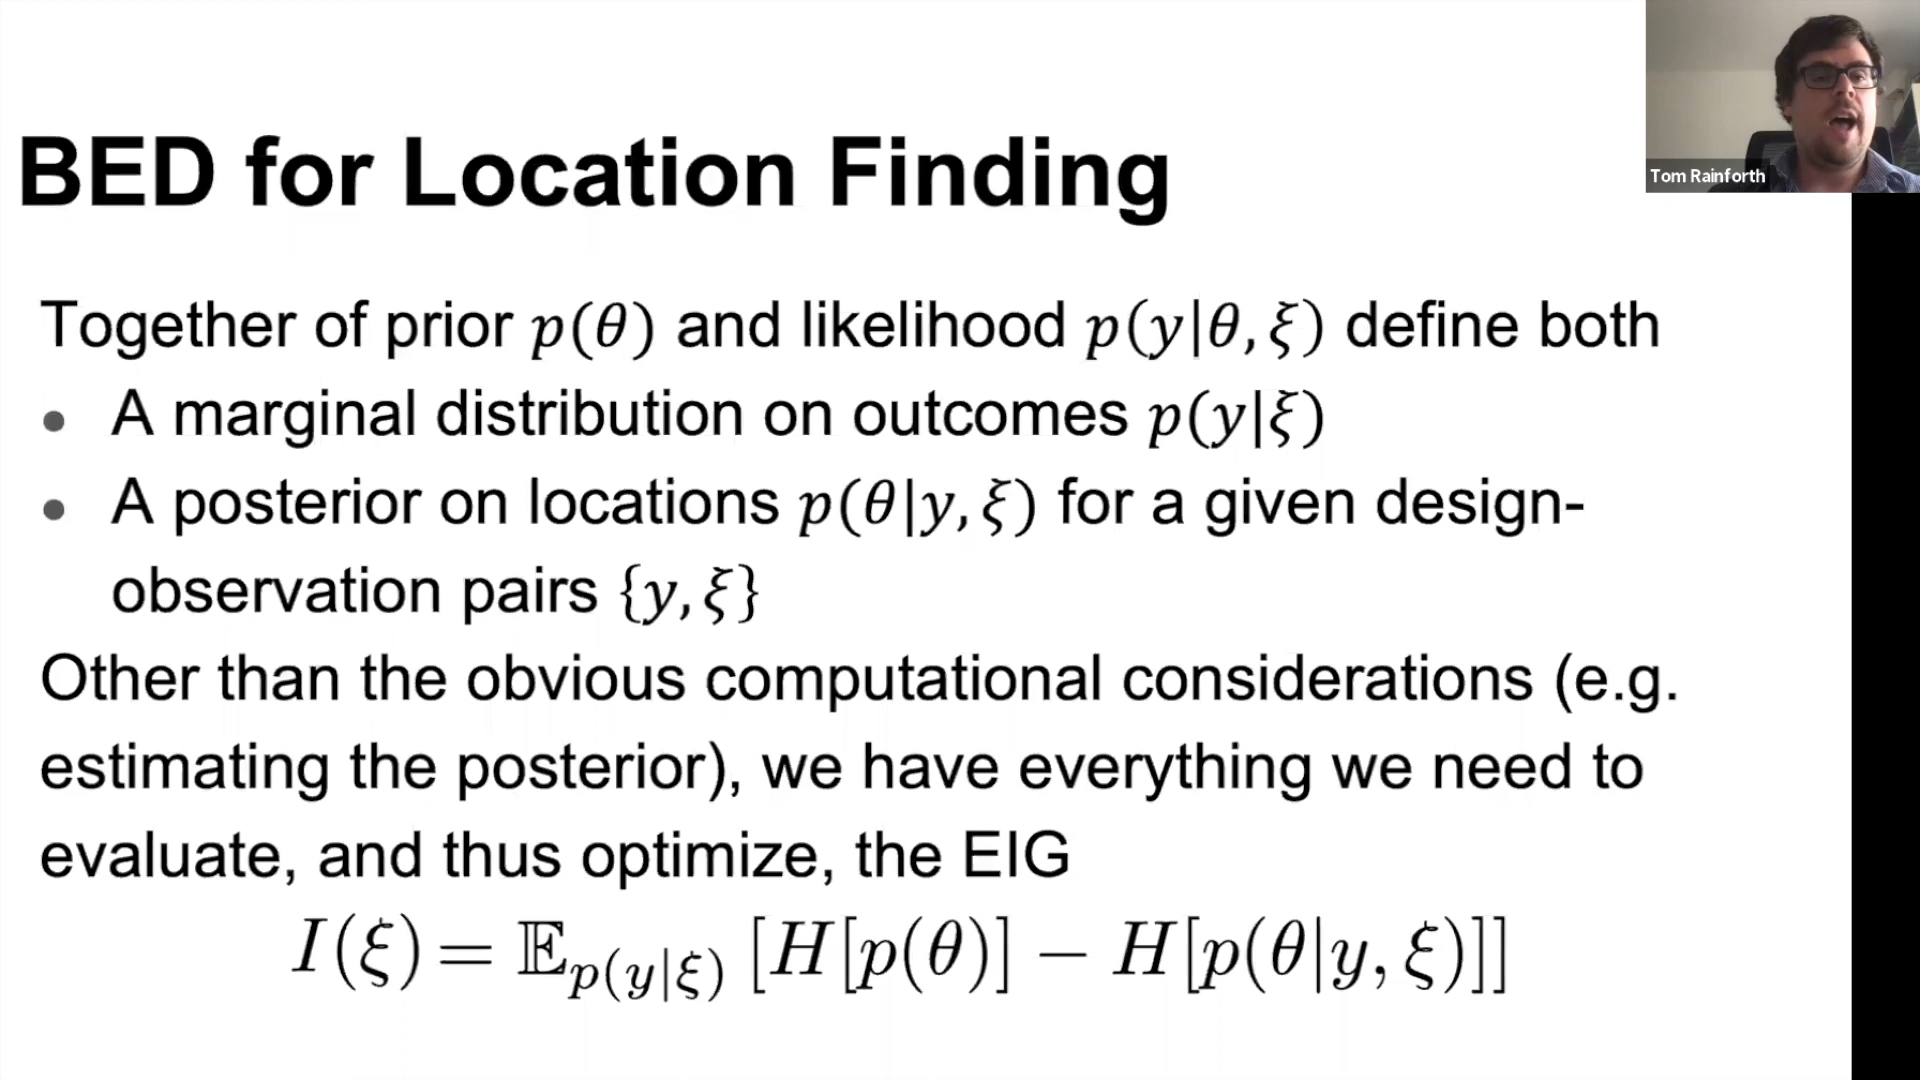 BED for Location Finding
Tom Rainforth
Together of prior p(θ) and likelihood p(y|θ, ξ) define both
• A marginal distribution on outcomes p(y|ξ)
• A posterior on locations p(θ|y, ξ) for a given design-
observation pairs {y, ξ}
Other than the obvious computational considerations (e.g.
estimating the posterior), we have everything we need to
evaluate, and thus optimize, the EIG
I(ξ) = 𝔼_{p(y|ξ)} [H[p(θ)] − H[p(θ|y, ξ)]]